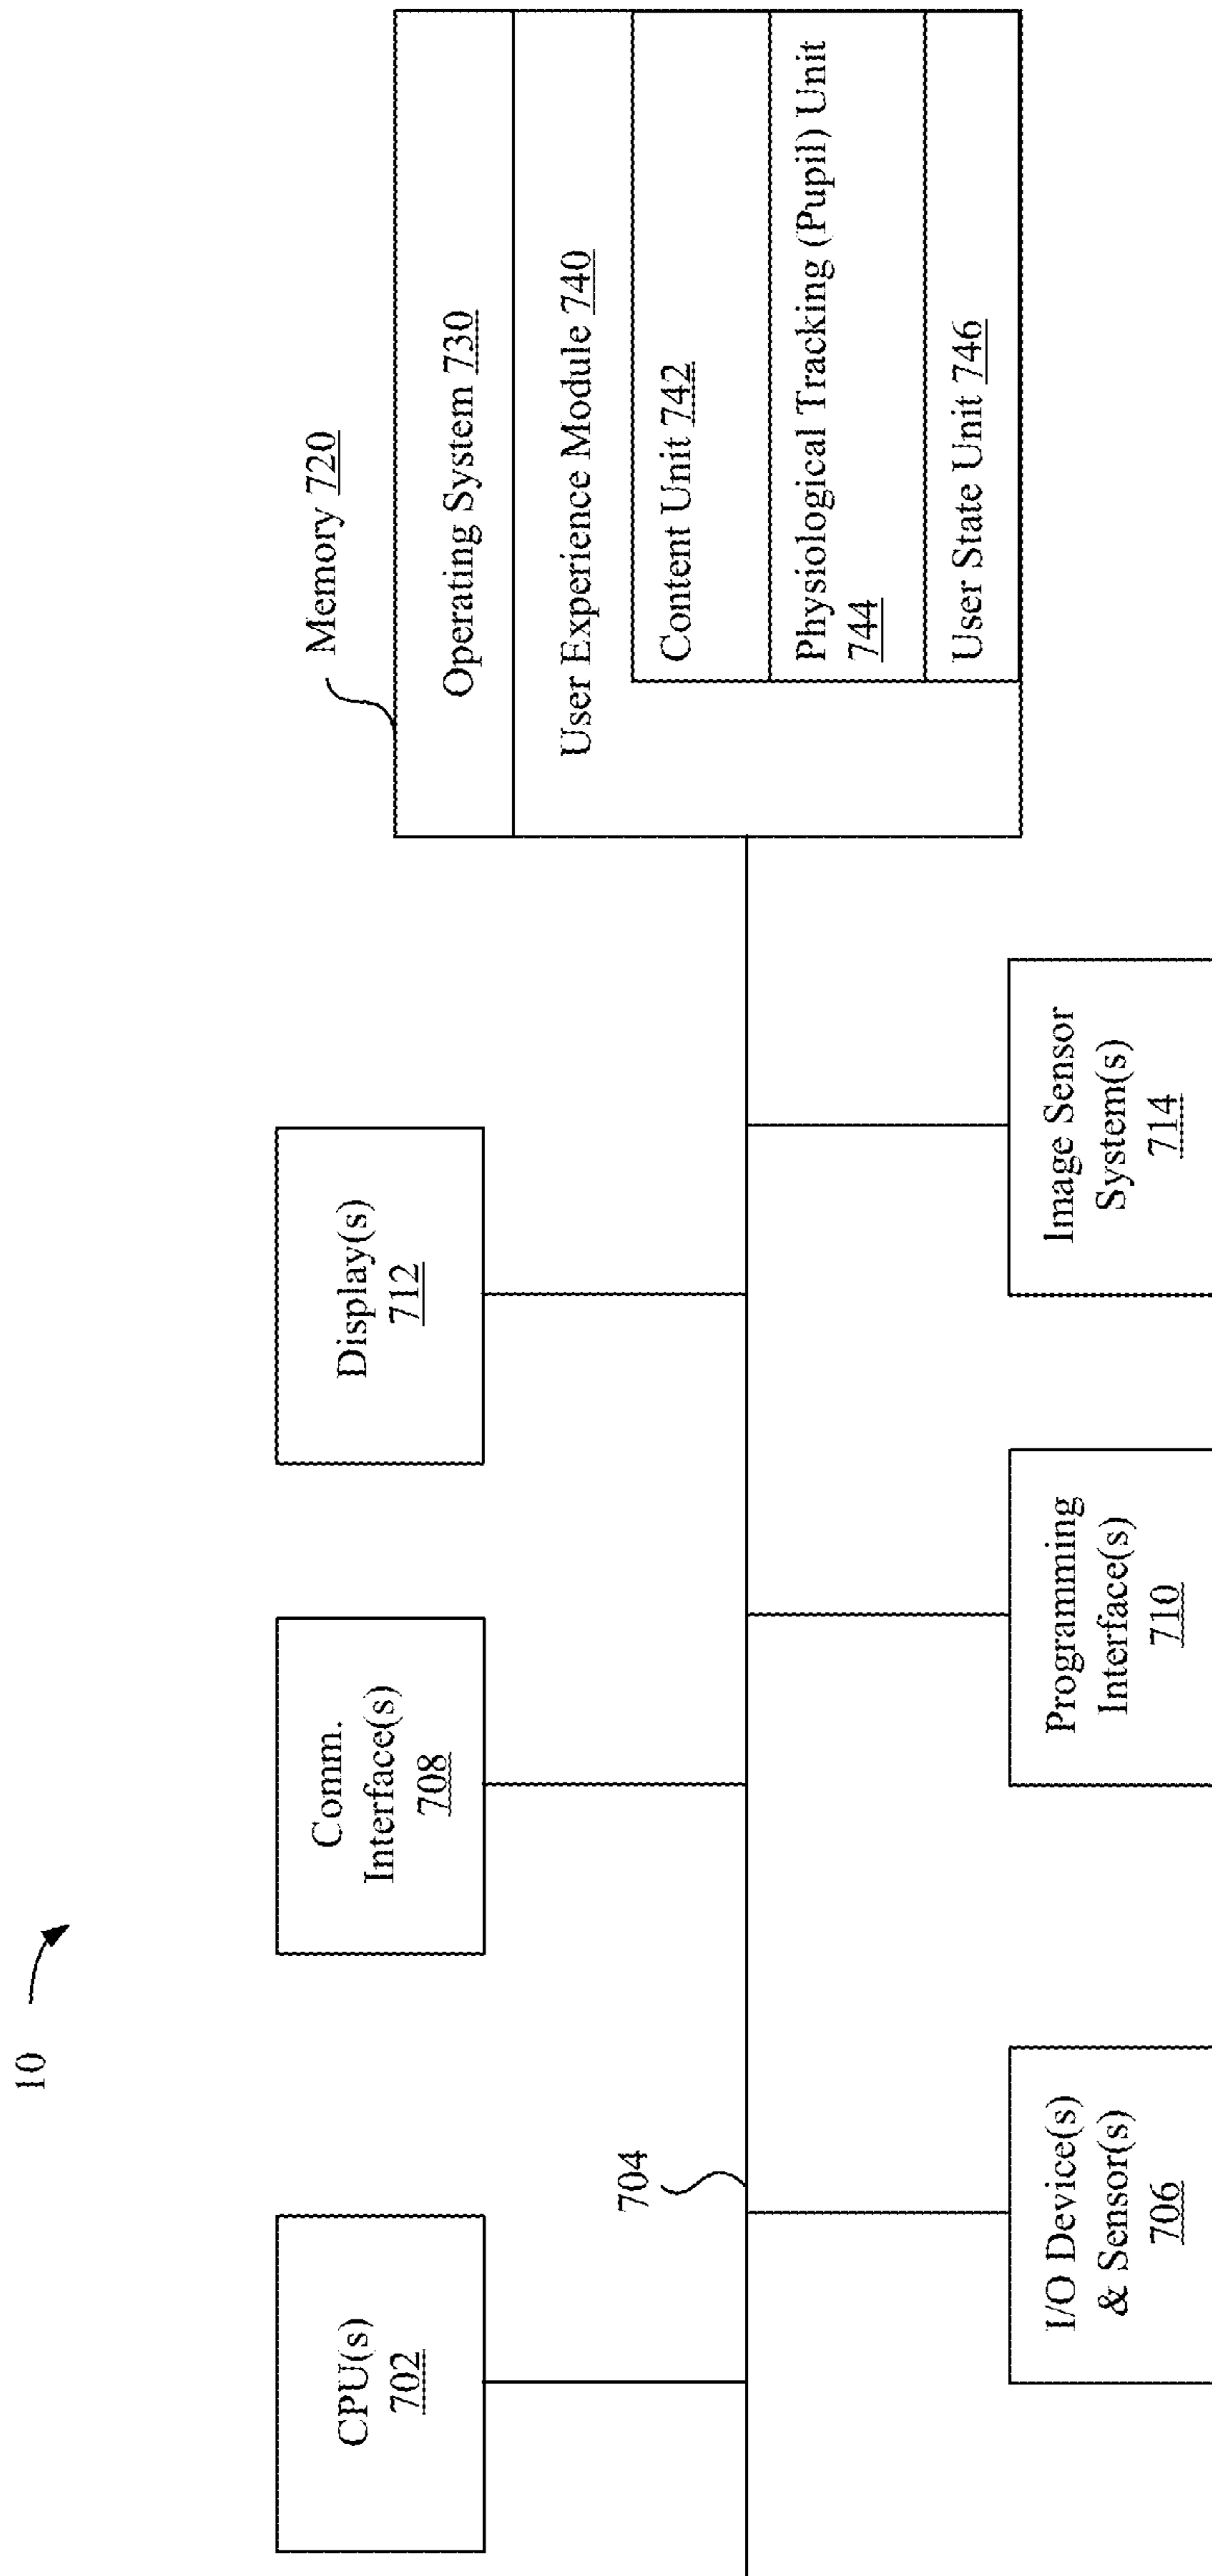 10
CPU(s)
702
Comm.
Interface(s)
708
Display(s)
712
704
I/O Device(s)
& Sensor(s)
706
Programming
Interface(s)
710
Image Sensor
System(s)
714
Memory 720
Operating System 730
User Experience Module 740
Content Unit 742
Physiological Tracking (Pupil) Unit
744
User State Unit 746